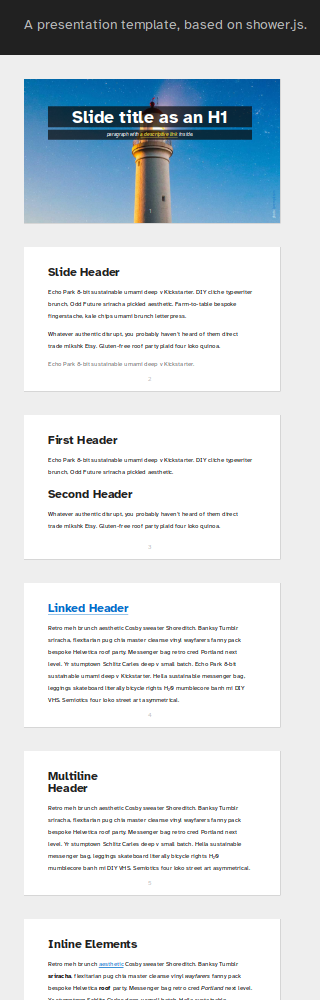 A presentation template, based on shower.js.
Slide title as an H1
paragraph with a descriptive link inside.
1
Slide Header
Echo Park 8-bit sustainable umami deep v Kickstarter. DIY cliche typewriter
brunch. Odd Future sriracha pickled aesthetic. Farm-to-table bespoke
fingerstache, kale chips umami brunch letterpress.
Whatever authentic disrupt, you probably haven't heard of them direct
trade mlkshk Etsy. Gluten-free roof party plaid four loko quinoa.
Echo Park 8-bit sustainable umami deep v Kickstarter.
2
First Header
Echo Park 8-bit sustainable umami deep v Kickstarter. DIY cliche typewriter
brunch. Odd Future sriracha pickled aesthetic.
Second Header
Whatever authentic disrupt, you probably haven't heard of them direct
trade mlkshk Etsy. Gluten-free roof party plaid four loko quinoa.
3
Linked Header
Retro meh brunch aesthetic Cosby sweater Shoreditch. Banksy Tumblr
sriracha, flexitarian pug chia master cleanse vinyl wayfarers fanny pack
bespoke Helvetica roof party. Messenger bag retro cred Portland next
level. Yr stumptown Schlitz Carles deep v small batch. Echo Park 8-bit
sustainable umami deep v Kickstarter. Hella sustainable messenger bag,
leggings skateboard literally bicycle rights H₂0 mumblecore banh mi DIY
VHS. Semiotics four loko street art asymmetrical.
4
Multiline
Header
Retro meh brunch aesthetic Cosby sweater Shoreditch. Banksy Tumblr
sriracha, flexitarian pug chia master cleanse vinyl wayfarers fanny pack
bespoke Helvetica roof party. Messenger bag retro cred Portland next
level. Yr stumptown Schlitz Carles deep v small batch. Hella sustainable
messenger bag, leggings skateboard literally bicycle rights H₂0
mumblecore banh mi DIY VHS. Semiotics four loko street art asymmetrical.
5
Inline Elements
Retro meh brunch aesthetic Cosby sweater Shoreditch. Banksy Tumblr
sriracha, flexitarian pug chia master cleanse vinyl wayfarers fanny pack
bespoke Helvetica roof party. Messenger bag retro cred Portland next level.